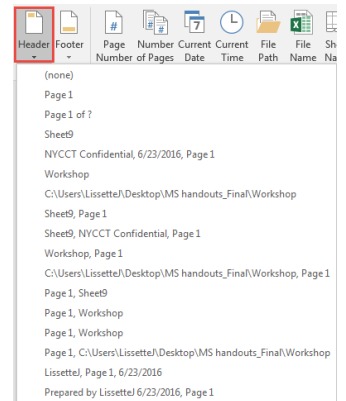 Header Footer Page Number Current Current File File Sh
Number of Pages Date Time Path Name Na
(none)
Page 1
Page 1 of ?
Sheet9
NYCCT Confidential, 6/23/2016, Page 1
Workshop
C:\Users\LissetteJ\Desktop\MS handouts_Final\Workshop
Sheet9, Page 1
Sheet9, NYCCT Confidential, Page 1
Workshop, Page 1
C:\Users\LissetteJ\Desktop\MS handouts_Final\Workshop, Page 1
Page 1, Sheet9
Page 1, Workshop
Page 1, Workshop
Page 1, C:\Users\LissetteJ\Desktop\MS handouts_Final\Workshop
LissetteJ, Page 1, 6/23/2016
Prepared by LissetteJ 6/23/2016, Page 1